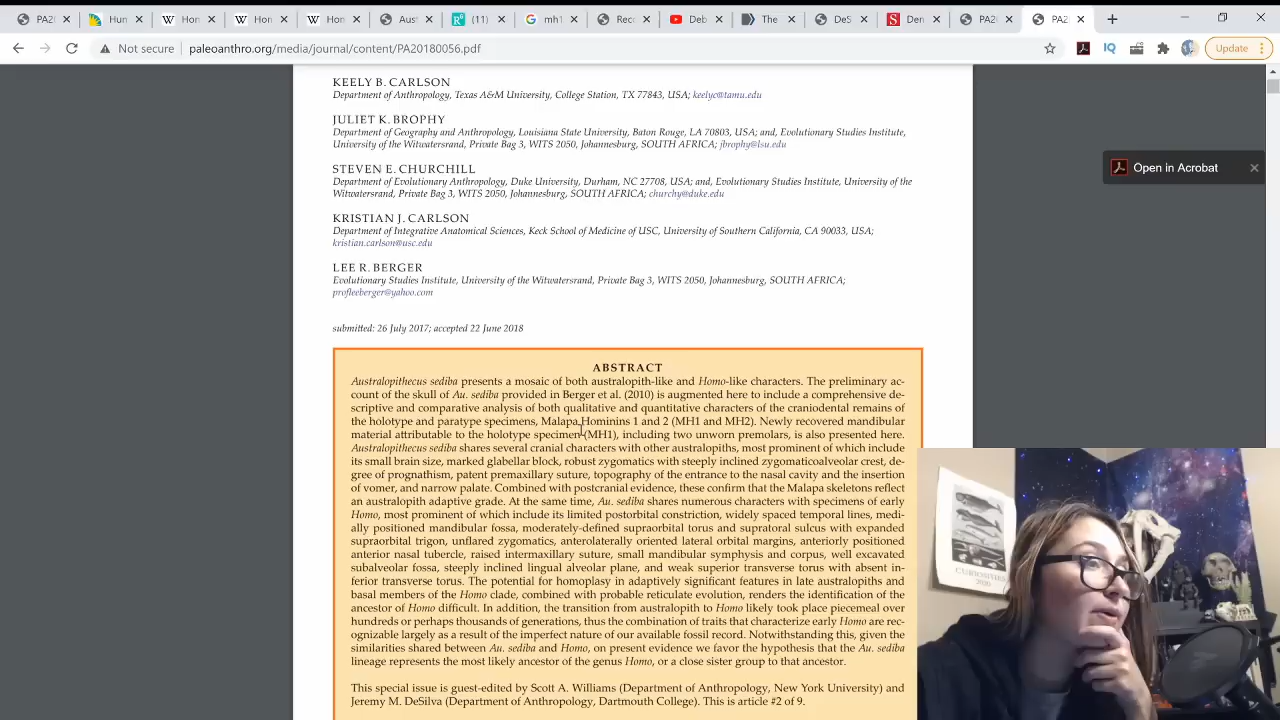 PA20
Hum
Hon
Hon
Hon
Aus
(11)
mh1
Rec
Deb
The
DeS
Den
PA2
PA2
Not secure
paleoanthro.org/media/journal/content/PA20180056.pdf
Update
Open in Acrobat
KEELY B. CARLSON
Department of Anthropology, Texas A&M University, College Station, TX 77843, USA; keelyc@tamu.edu
JULIET K. BROPHY
Department of Geography and Anthropology, Louisiana State University, Baton Rouge, LA 70803, USA; and, Evolutionary Studies Institute,
University of the Witwatersrand, Private Bag 3, WITS 2050, Johannesburg, SOUTH AFRICA; jbrophy@lsu.edu
STEVEN E. CHURCHILL
Department of Evolutionary Anthropology, Duke University, Durham, NC 27708, USA; and, Evolutionary Studies Institute, University of the
Witwatersrand, Private Bag 3, WITS 2050, Johannesburg, SOUTH AFRICA; churchy@duke.edu
KRISTIAN J. CARLSON
Department of Integrative Anatomical Sciences, Keck School of Medicine of USC, University of Southern California, CA 90033, USA;
kristian.carlson@usc.edu
LEE R. BERGER
Evolutionary Studies Institute, University of the Witwatersrand, Private Bag 3, WITS 2050, Johannesburg, SOUTH AFRICA;
profleeberger@yahoo.com
submitted: 26 July 2017; accepted 22 June 2018
ABSTRACT
Australopithecus sediba presents a mosaic of both australopith-like and Homo-like characters. The preliminary ac-
count of the skull of Au. sediba provided in Berger et al. (2010) is augmented here to include a comprehensive de-
scriptive and comparative analysis of both qualitative and quantitative characters of the craniodental remains of
the holotype and paratype specimens, Malapa Hominins 1 and 2 (MH1 and MH2). Newly recovered mandibular
material attributable to the holotype specimen (MH1), including two unworn premolars, is also presented here.
Australopithecus sediba shares several cranial characters with other australopiths, most prominent of which include
its small brain size, marked glabellar block, robust zygomatics with steeply inclined zygomaticoalveolar crest, de-
gree of prognathism, patent premaxillary suture, topography of the entrance to the nasal cavity and the insertion
of vomer, and narrow palate. Combined with postcranial evidence, these confirm that the Malapa skeletons reflect
an australopith adaptive grade. At the same time, Au. sediba shares numerous characters with specimens of early
Homo, most prominent of which include its limited postorbital constriction, widely spaced temporal lines, medi-
ally positioned mandibular fossa, moderately-defined supraorbital torus and supratoral sulcus with expanded
supraorbital trigon, unflared zygomatics, anterolaterally oriented lateral orbital margins, anteriorly positioned
anterior nasal tubercle, raised intermaxillary suture, small mandibular symphysis and corpus, well excavated
subalveolar fossa, steeply inclined lingual alveolar plane, and weak superior transverse torus with absent in-
ferior transverse torus. The potential for homoplasy in adaptively significant features in late australopiths and
basal members of the Homo clade, combined with probable reticulate evolution, renders the identification of the
ancestor of Homo difficult. In addition, the transition from australopith to Homo likely took place piecemeal over
hundreds or perhaps thousands of generations, thus the combination of traits that characterize early Homo are rec-
ognizable largely as a result of the imperfect nature of our available fossil record. Notwithstanding this, given the
similarities shared between Au. sediba and Homo, on present evidence we favor the hypothesis that the Au. sediba
lineage represents the most likely ancestor of the genus Homo, or a close sister group to that ancestor.
This special issue is guest-edited by Scott A. Williams (Department of Anthropology, New York University) and
Jeremy M. DeSilva (Department of Anthropology, Dartmouth College). This is article #2 of 9.